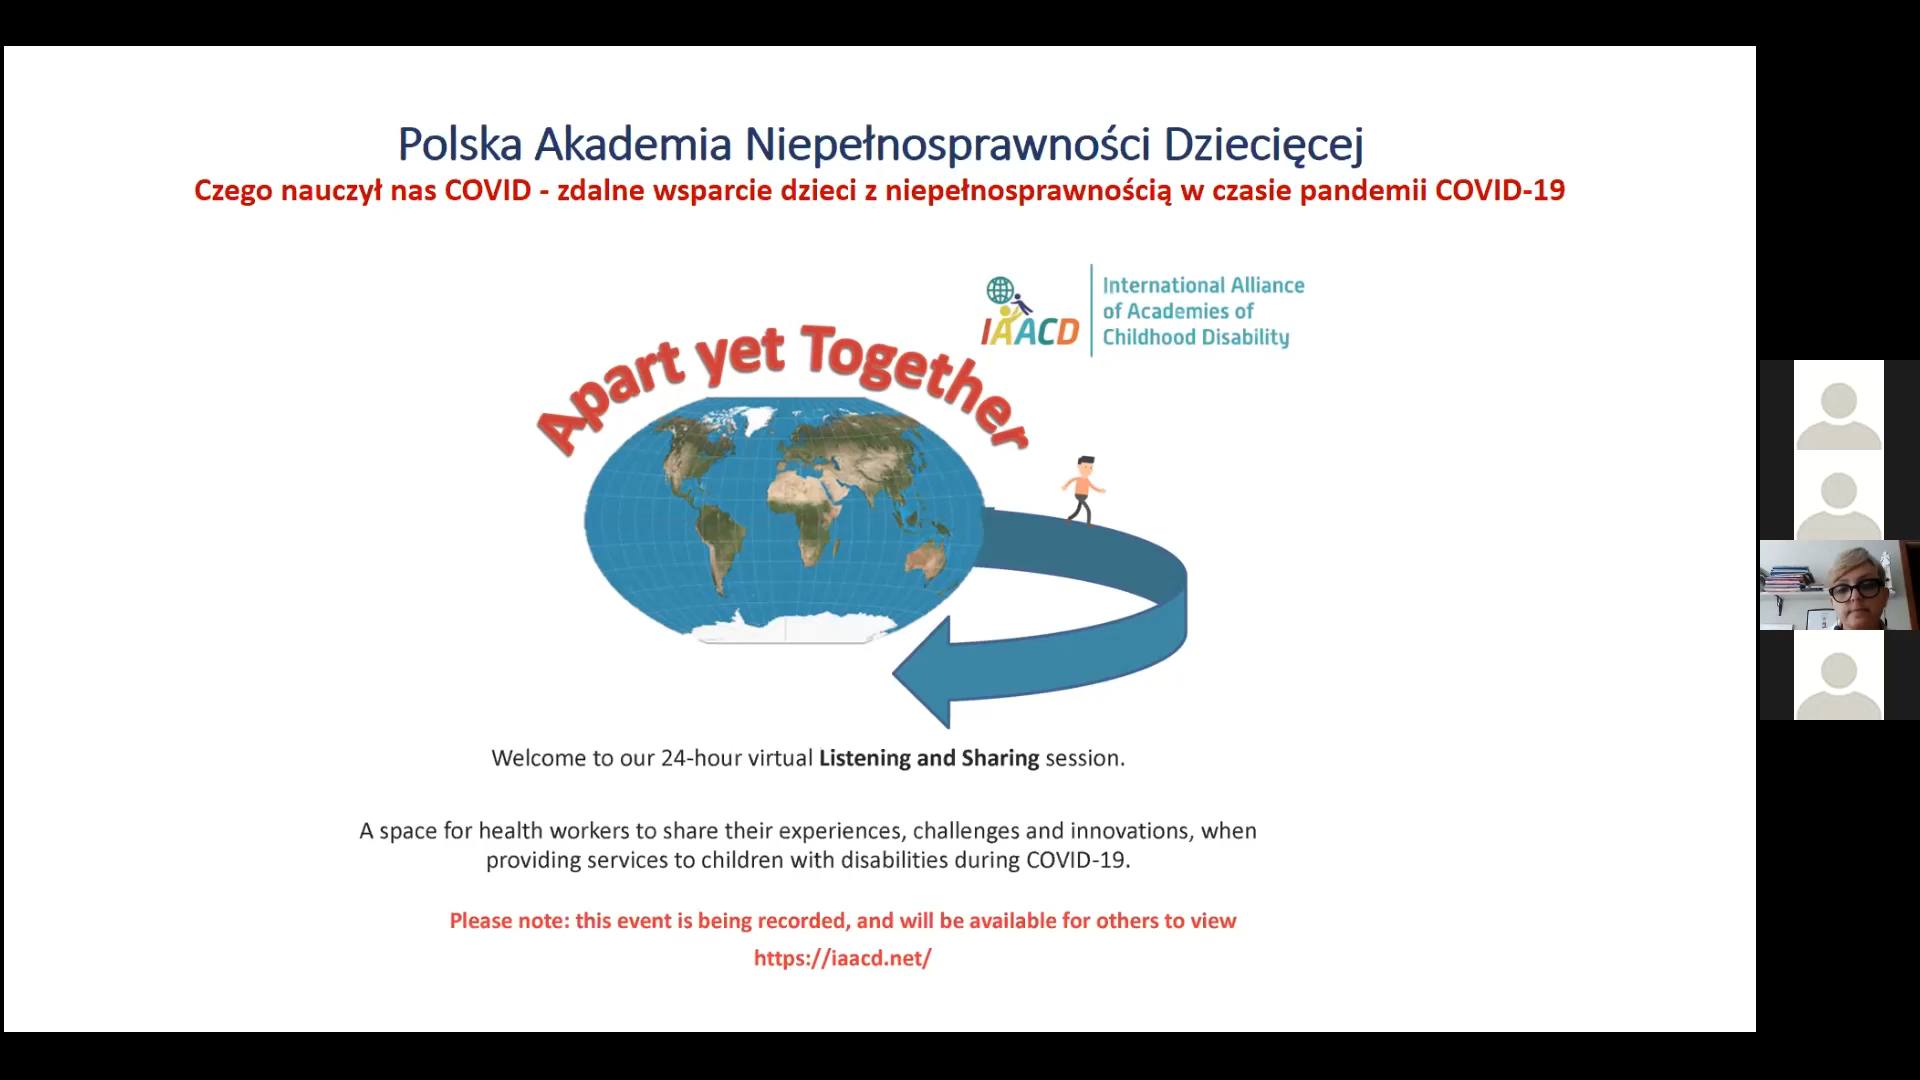 Polska Akademia Niepełnosprawności Dziecięcej
Czego nauczył nas COVID - zdalne wsparcie dzieci z niepełnosprawnością w czasie pandemii COVID-19
IAACD
International Alliance
of Academies of
Childhood Disability
Apart yet Together
Welcome to our 24-hour virtual Listening and Sharing session.
A space for health workers to share their experiences, challenges and innovations, when
providing services to children with disabilities during COVID-19.
Please note: this event is being recorded, and will be available for others to view
https://iaacd.net/